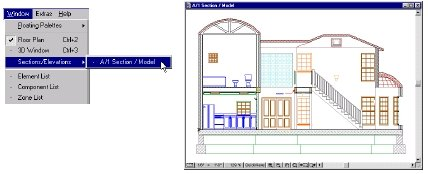 Window Extras Help
Floating Palettes
Floor Plan Ctrl+2
3D Window Ctrl+3
Sections/Elevations
A/1 Section / Model
Element List
Component List
Zone List
A/1 Section / Model